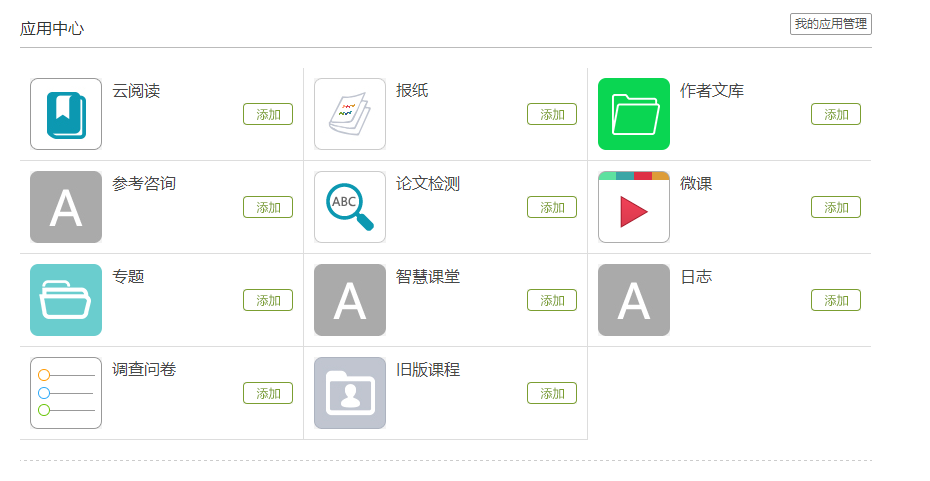 应用中心
我的应用管理
云阅读
添加
报纸
添加
作者文库
添加
A
参考咨询
添加
ABC
论文检测
添加
微课
添加
专题
添加
A
智慧课堂
添加
A
日志
添加
调查问卷
添加
旧版课程
添加